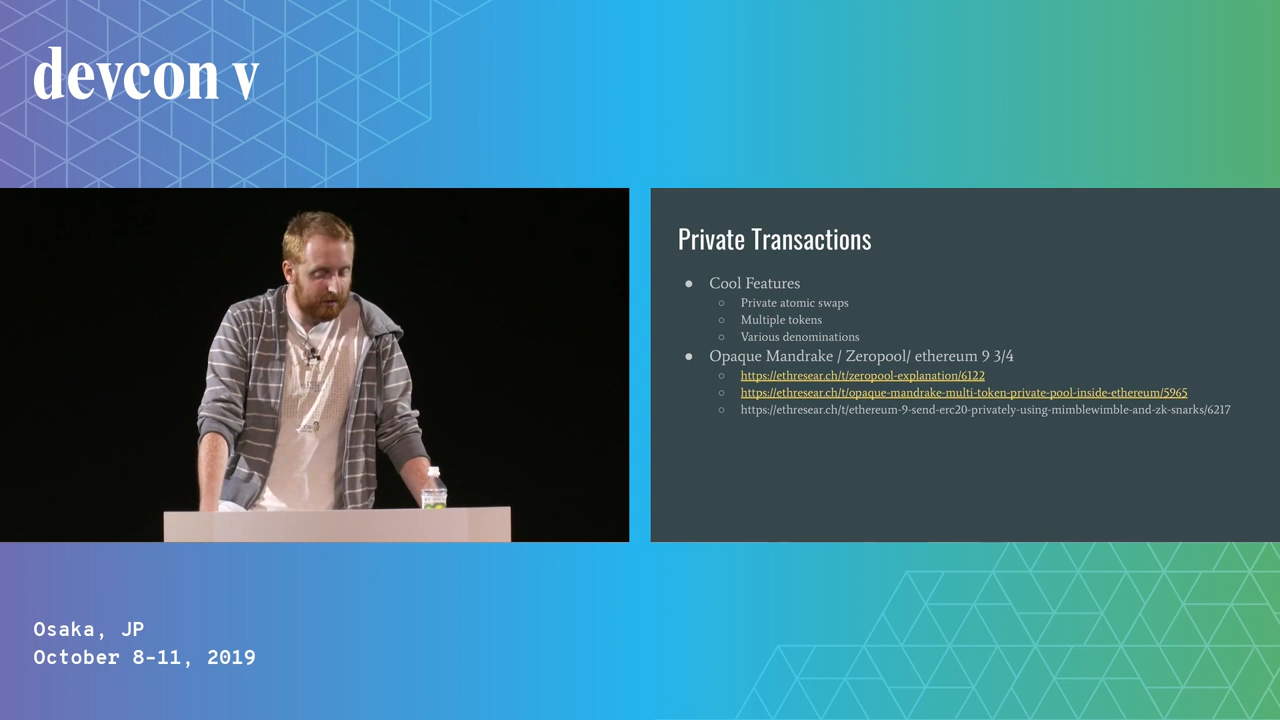 devcon v
Private Transactions
● Cool Features
○ Private atomic swaps
○ Multiple tokens
○ Various denominations
● Opaque Mandrake / Zeropool/ ethereum 9 3/4
○ https://ethresear.ch/t/zeropool-explanation/6122
○ https://ethresear.ch/t/opaque-mandrake-multi-token-private-pool-inside-ethereum/5965
○ https://ethresear.ch/t/ethereum-9-send-erc20-privately-using-mimblewimble-and-zk-snarks/6217
Osaka, JP
October 8-11, 2019